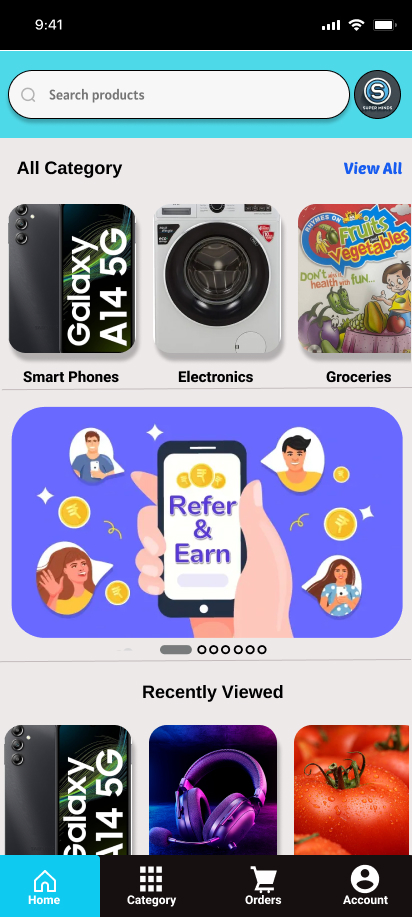 9:41
Search products
S
SUPER MINDS
All Category
View All
Galaxy
A14 5G
RHYMES ON
Fruits
Vegetables
DON'T
health with fun...
Smart Phones
Electronics
Groceries
Refer
&
Earn
Recently Viewed
Galaxy
A14 5G
Home
Category
Orders
Account